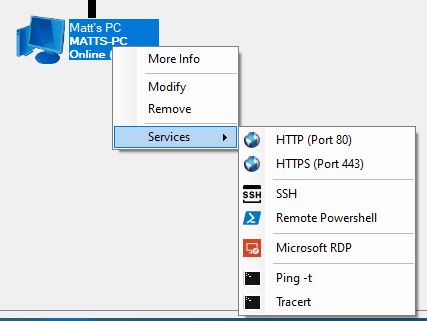 Matt's PC
MATTS-PC
Online (
More Info
Modify
Remove
Services
HTTP (Port 80)
HTTPS (Port 443)
SSH
SSH
Remote Powershell
Microsoft RDP
Ping -t
Tracert